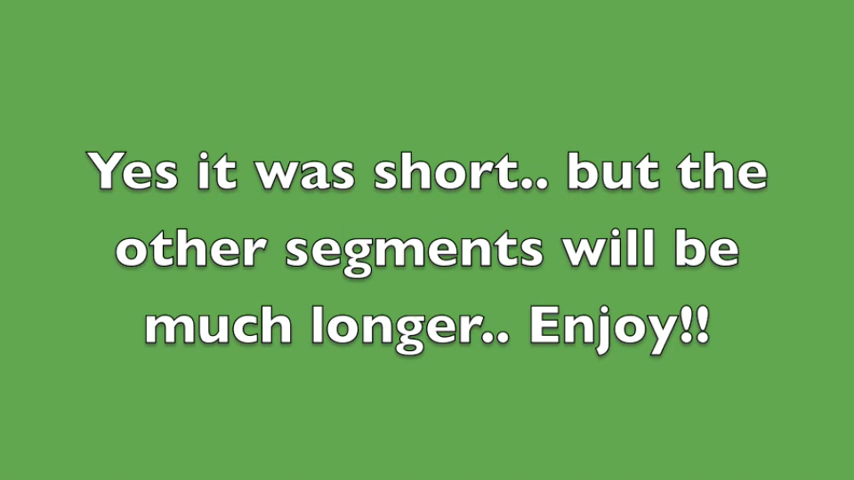 Yes it was short.. but the
other segments will be
much longer.. Enjoy!!